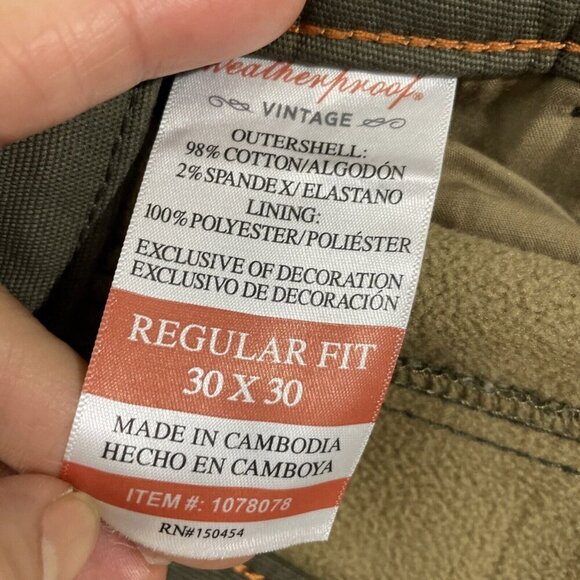 Weatherproof®
VINTAGE
OUTERSHELL:
98% COTTON/ALGODÓN
2% SPANDEX/ELASTANO
LINING:
100% POLYESTER/POLIÉSTER
EXCLUSIVE OF DECORATION
EXCLUSIVO DE DECORACIÓN
REGULAR FIT
30 X 30
MADE IN CAMBODIA
HECHO EN CAMBOYA
ITEM #: 1078078
RN#150454